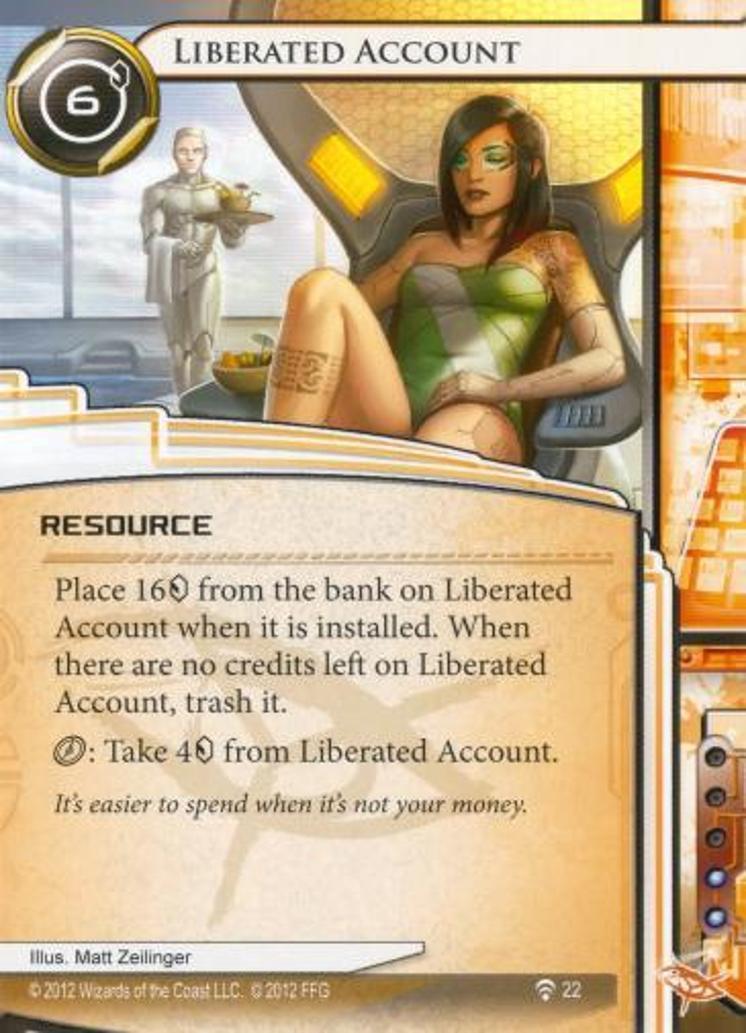 LIBERATED ACCOUNT
6
RESOURCE
Place 16 from the bank on Liberated
Account when it is installed. When
there are no credits left on Liberated
Account, trash it.
: Take 4 from Liberated Account.
It's easier to spend when it's not your money.
Illus. Matt Zeilinger
© 2012 Wizards of the Coast LLC. © 2012 FFG
22